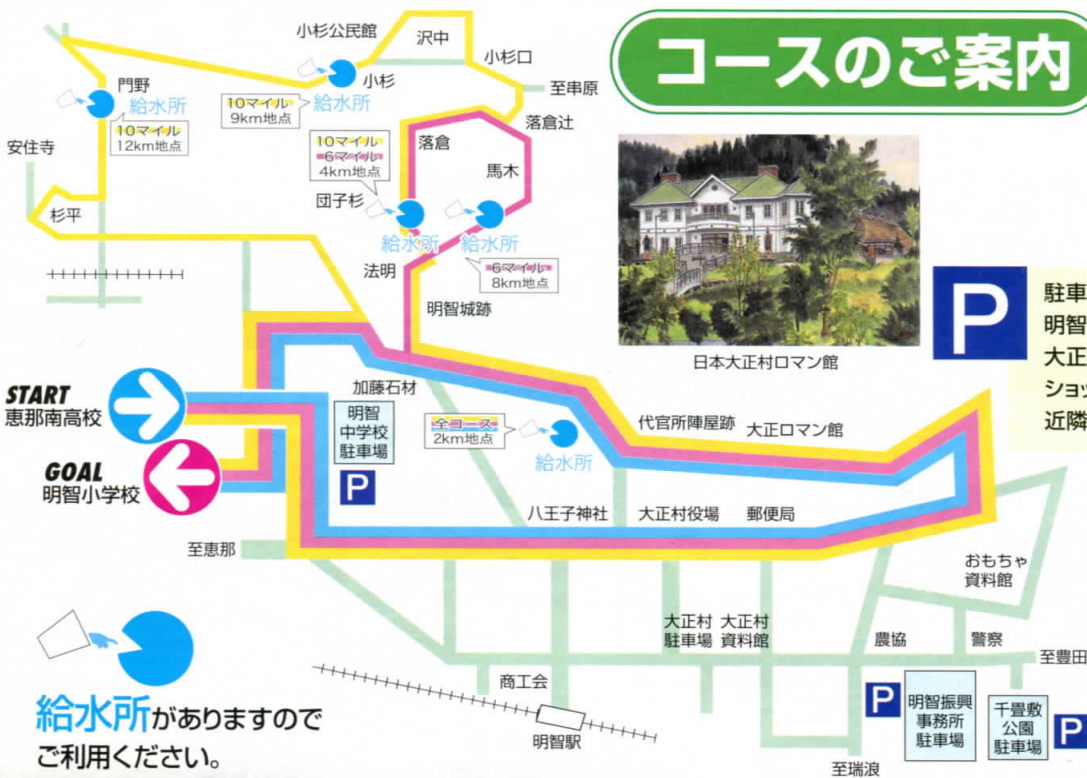 コースのご案内
小杉公民館
沢中
小杉口
小杉
給水所
10マイル
9km地点
至串原
門野
給水所
10マイル
12km地点
安住寺
杉平
落倉辻
落倉
馬木
10マイル
6マイル
4km地点
団子杉
給水所
給水所
6マイル
8km地点
法明
明智城跡
日本大正村ロマン館
P
駐車
明智
大正
ショッ
近隣
START
恵那南高校
GOAL
明智小学校
加藤石材
明智
中学校
駐車場
P
全コース
2km地点
給水所
代官所陣屋跡
大正ロマン館
八王子神社
大正村役場
郵便局
至恵那
おもちゃ
資料館
大正村
駐車場
大正村
資料館
農協
警察
至豊田
商工会
明智駅
P
明智振興
事務所
駐車場
千畳敷
公園
駐車場
P
至瑞浪
給水所がありますので
ご利用ください。